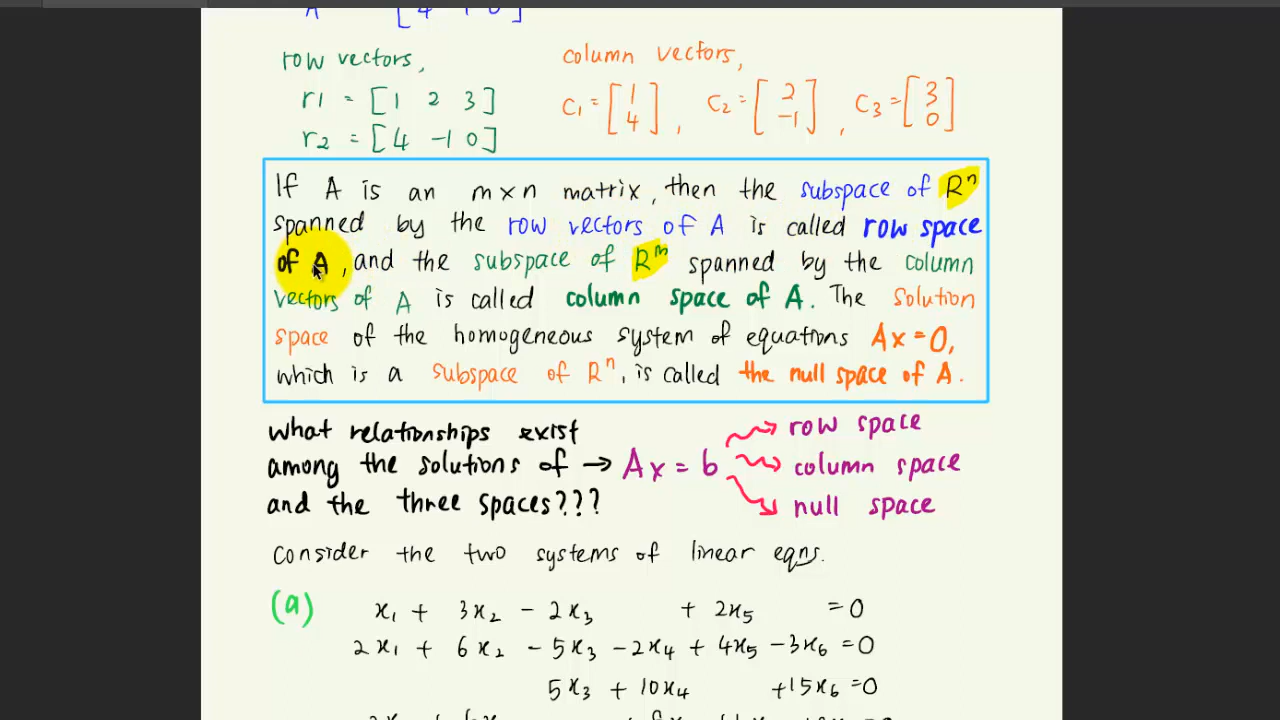 row vectors, column vectors,
r1 = [1 2 3] C1 = [1 4], C2 = [2 -1], C3 = [3 0]
r2 = [4 -1 0]
If A is an m×n matrix, then the subspace of Rⁿ
spanned by the row vectors of A is called row space
of A, and the subspace of Rᵐ spanned by the column
vectors of A is called column space of A. The solution
space of the homogeneous system of equations Ax=0,
which is a subspace of Rⁿ, is called the null space of A.
What relationships exist
among the solutions of → Ax = b
and the three spaces???
row space
column space
null space
Consider the two systems of linear eqns.
(a) x₁ + 3x₂ - 2x₃ + 2x₅ = 0
2x₁ + 6x₂ - 5x₃ - 2x₄ + 4x₅ - 3x₆ = 0
5x₃ + 10x₄ + 15x₆ = 0